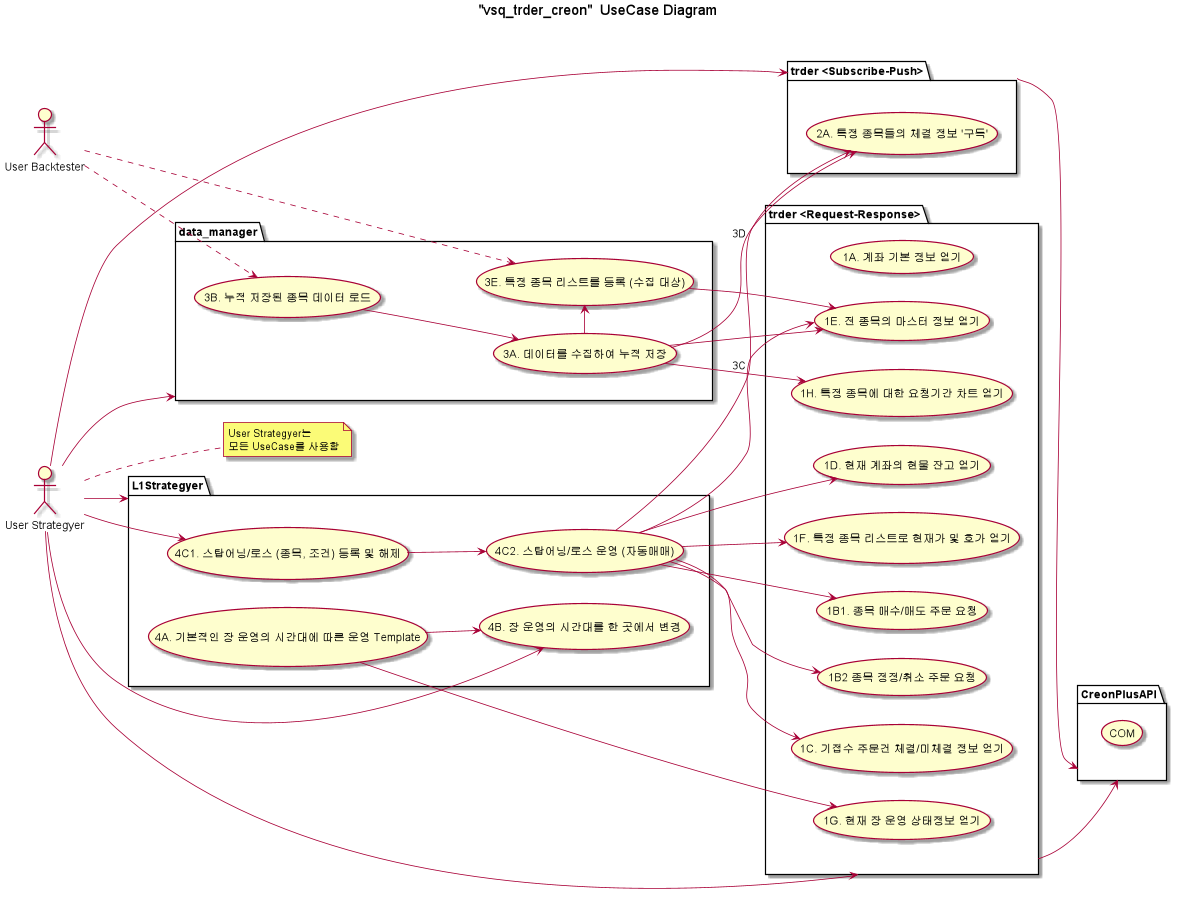 "vsq_trder_creon" UseCase Diagram
trder <Subscribe-Push>
2A. 특정 종목들의 체결 정보 '구독'
User Backtester
trder <Request-Response>
data_manager
3D
1A. 계좌 기본 정보 얻기
3E. 특정 종목 리스트를 등록 (수집 대상)
3B. 누적 저장된 종목 데이터 로드
1E. 전 종목의 마스터 정보 얻기
3A. 데이터를 수집하여 누적 저장
3C
1H. 특정 종목에 대한 요청기간 차트 얻기
User Strategyer는
모든 UseCase를 사용함
1D. 현재 계좌의 현물 잔고 얻기
L1Strategyer
User Strategyer
1F. 특정 종목 리스트로 현재가 및 호가 얻기
4C1. 스탑어닝/로스 (종목, 조건) 등록 및 해제
4C2. 스탑어닝/로스 운영 (자동매매)
1B1. 종목 매수/매도 주문 요청
4A. 기본적인 장 운영의 시간대에 따른 운영 Template
4B. 장 운영의 시간대를 한 곳에서 변경
1B2 종목 정정/취소 주문 요청
CreonPlusAPI
COM
1C. 기접수 주문건 체결/미체결 정보 얻기
1G. 현재 장 운영 상태정보 얻기